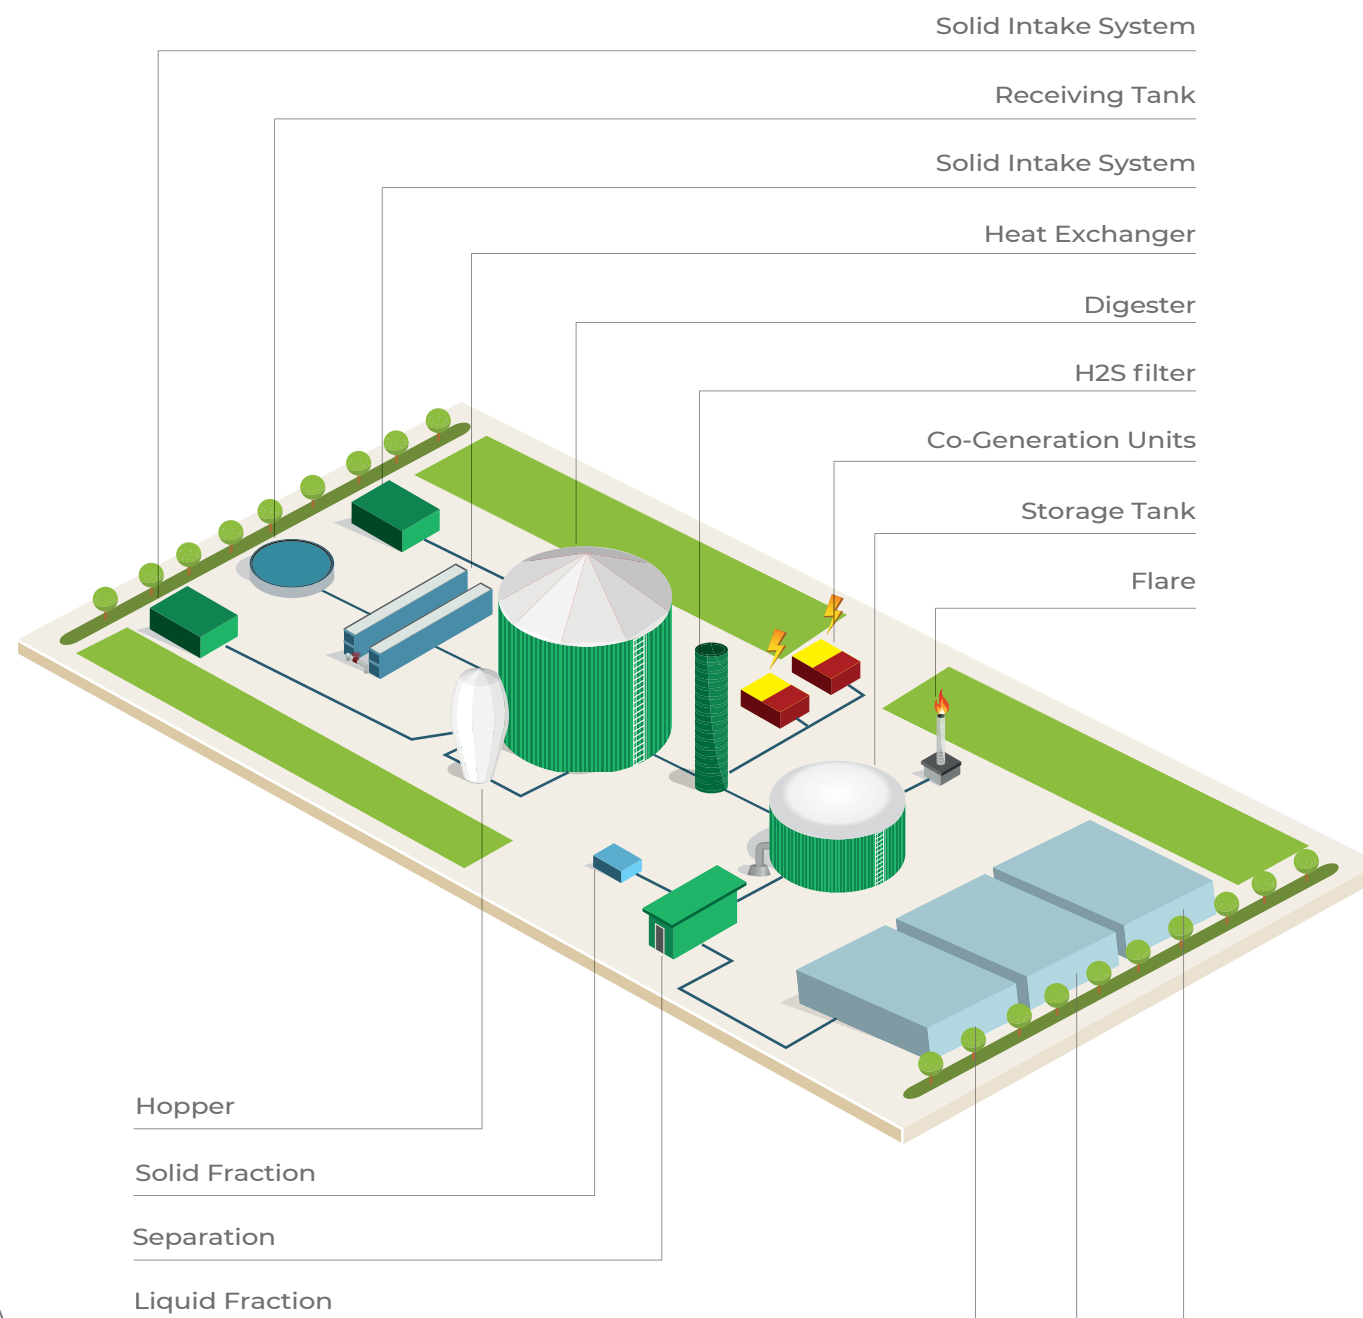 Solid Intake System
Receiving Tank
Solid Intake System
Heat Exchanger
Digester
H2S filter
Co-Generation Units
Storage Tank
Flare
Hopper
Solid Fraction
Separation
Liquid Fraction